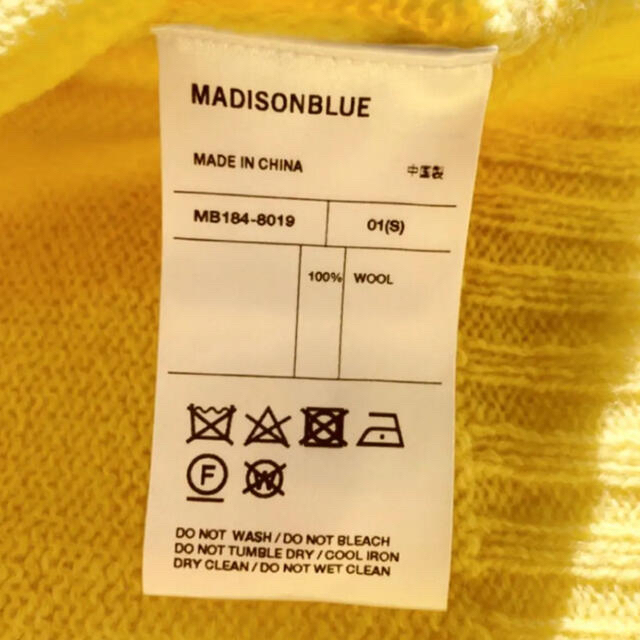 MADISONBLUE
MADE IN CHINA 中国製
MB184-8019 01(S)
100% WOOL
F W
DO NOT WASH / DO NOT BLEACH
DO NOT TUMBLE DRY / COOL IRON
DRY CLEAN / DO NOT WET CLEAN